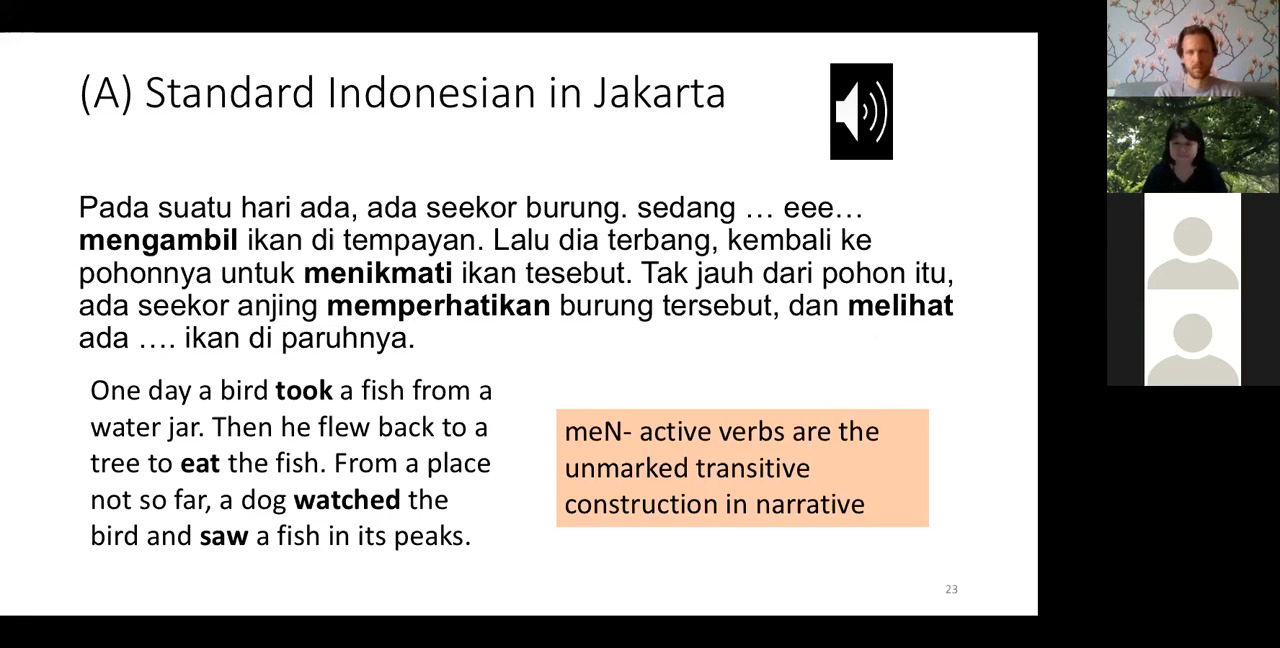 (A) Standard Indonesian in Jakarta
Pada suatu hari ada, ada seekor burung. sedang … eee…
mengambil ikan di tempayan. Lalu dia terbang, kembali ke
pohonnya untuk menikmati ikan tesebut. Tak jauh dari pohon itu,
ada seekor anjing memperhatikan burung tersebut, dan melihat
ada …. ikan di paruhnya.
One day a bird took a fish from a
water jar. Then he flew back to a
tree to eat the fish. From a place
not so far, a dog watched the
bird and saw a fish in its peaks.
meN- active verbs are the
unmarked transitive
construction in narrative
23